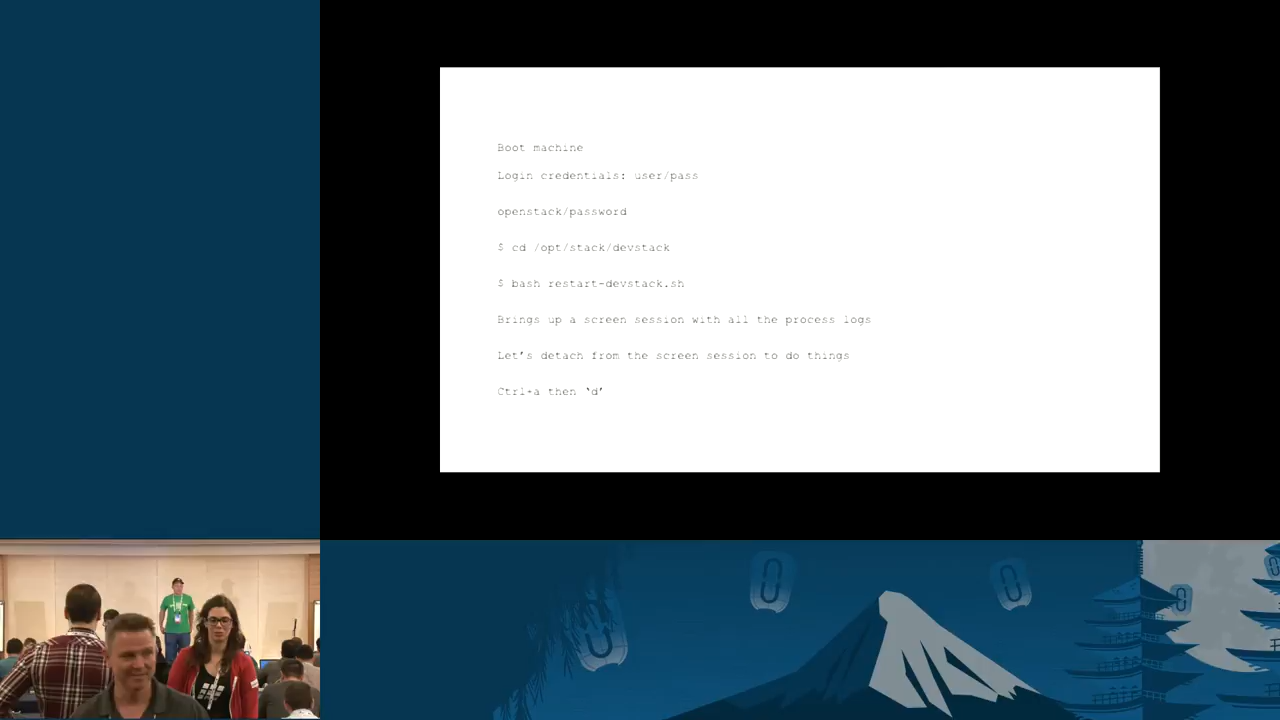 Boot machine
Login credentials: user/pass
openstack/password
$ cd /opt/stack/devstack
$ bash restart-devstack.sh
Brings up a screen session with all the process logs
Let’s detach from the screen session to do things
Ctrl+a then ‘d’